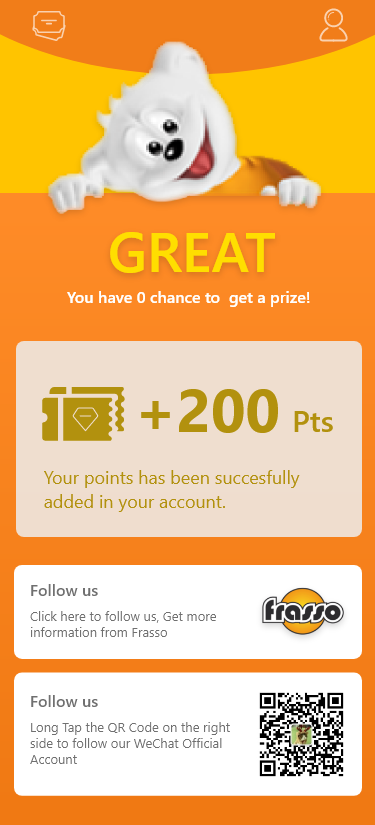 GREAT
You have 0 chance to  get a prize!
+200 Pts
Your points has been succesfully
added in your account.
Follow us
Click here to follow us, Get more
information from Frasso
frasso
Follow us
Long Tap the QR Code on the right
side to follow our WeChat Official
Account